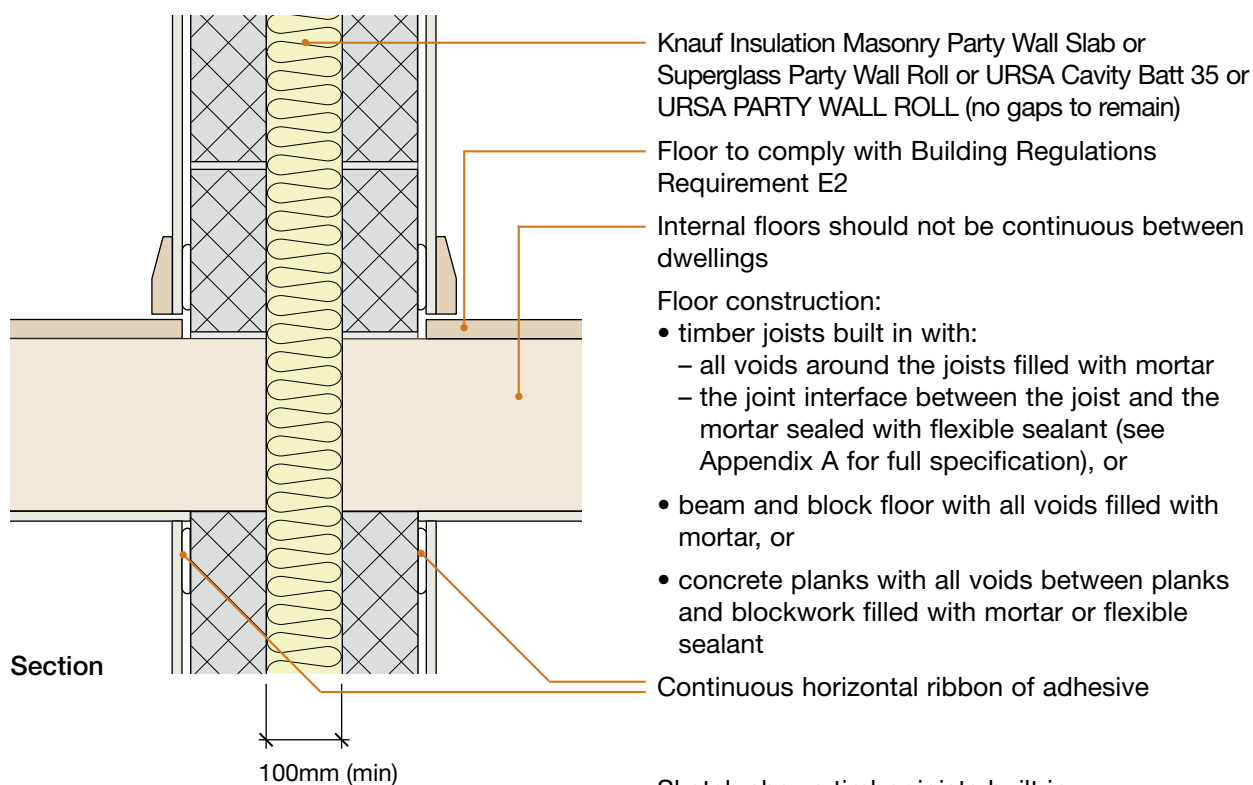 Knauf Insulation Masonry Party Wall Slab or
Superglass Party Wall Roll or URSA Cavity Batt 35 or
URSA PARTY WALL ROLL (no gaps to remain)
Floor to comply with Building Regulations
Requirement E2
Internal floors should not be continuous between
dwellings
Floor construction:
• timber joists built in with:
– all voids around the joists filled with mortar
– the joint interface between the joist and the
mortar sealed with flexible sealant (see
Appendix A for full specification), or
• beam and block floor with all voids filled with
mortar, or
• concrete planks with all voids between planks
and blockwork filled with mortar or flexible
sealant
Section
Continuous horizontal ribbon of adhesive
100mm (min)